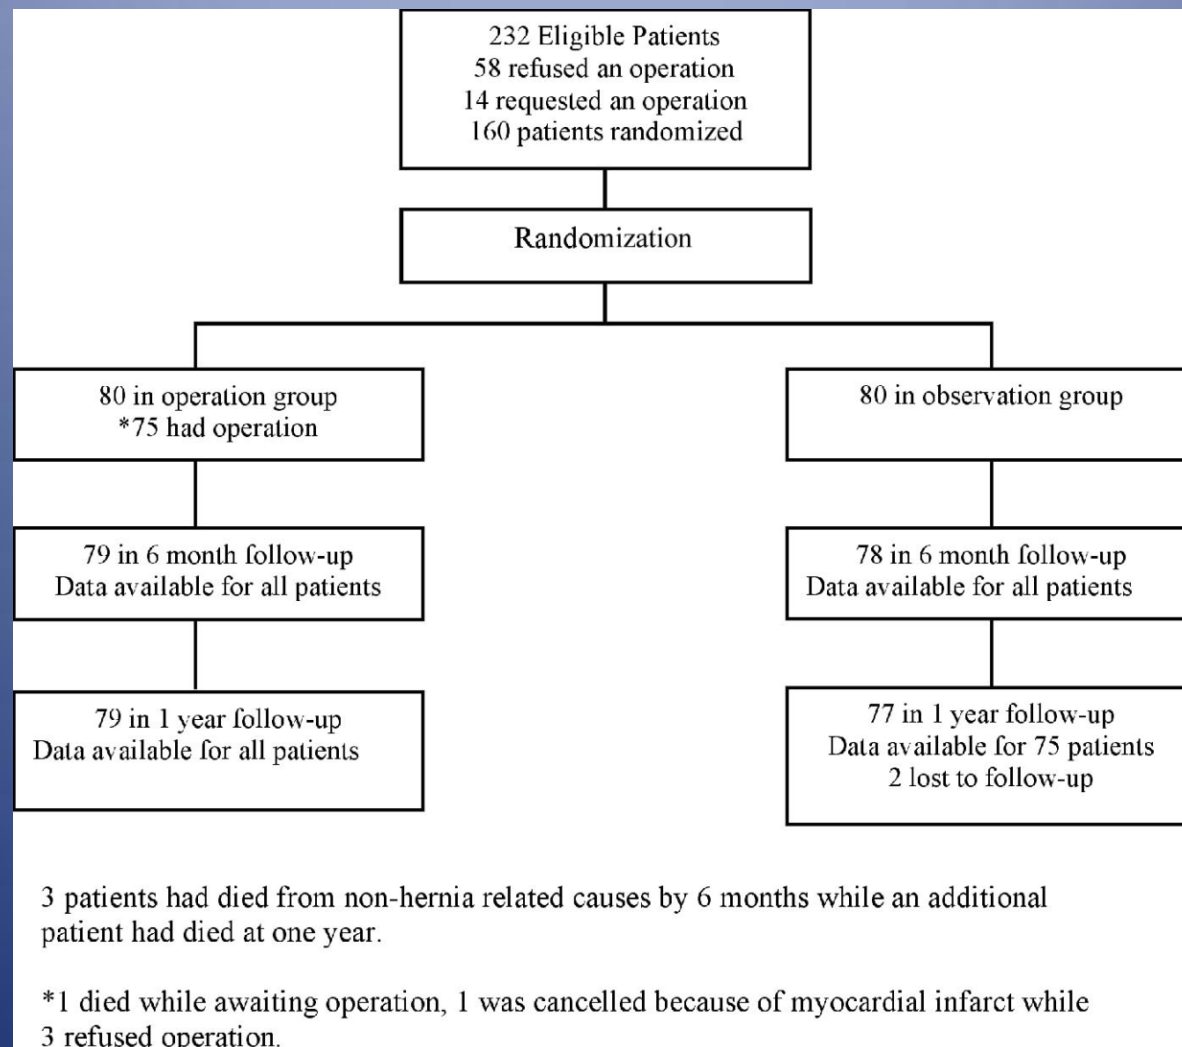 232 Eligible Patients
58 refused an operation
14 requested an operation
160 patients randomized
Randomization
80 in operation group
*75 had operation
80 in observation group
79 in 6 month follow-up
Data available for all patients
78 in 6 month follow-up
Data available for all patients
79 in 1 year follow-up
Data available for all patients
77 in 1 year follow-up
Data available for 75 patients
2 lost to follow-up
3 patients had died from non-hernia related causes by 6 months while an additional
patient had died at one year.
*1 died while awaiting operation, 1 was cancelled because of myocardial infarct while
3 refused operation.